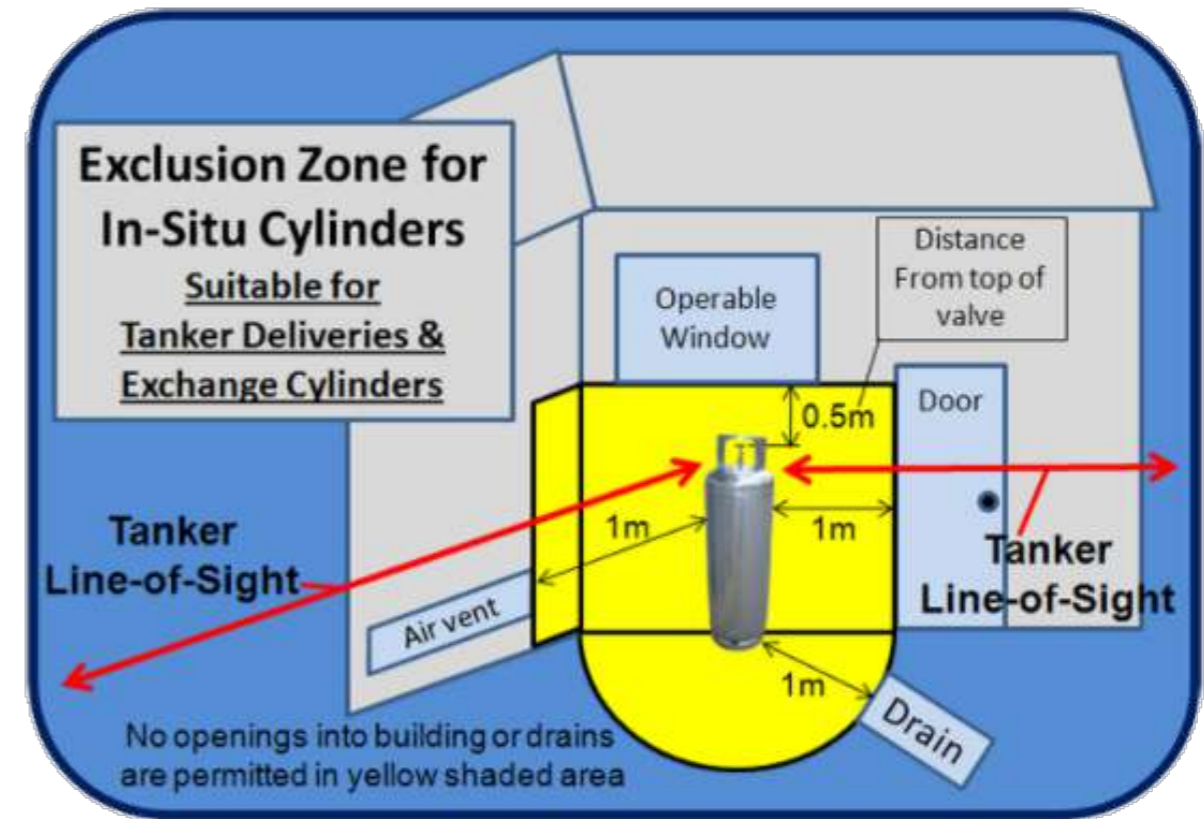 Exclusion Zone for
In-Situ Cylinders
Suitable for
Tanker Deliveries &
Exchange Cylinders
Distance
From top of
valve
Operable
Window
Door
0.5m
1m
1m
Tanker
Line-of-Sight
Tanker
Line-of-Sight
Air vent
1m
Drain
No openings into building or drains
are permitted in yellow shaded area